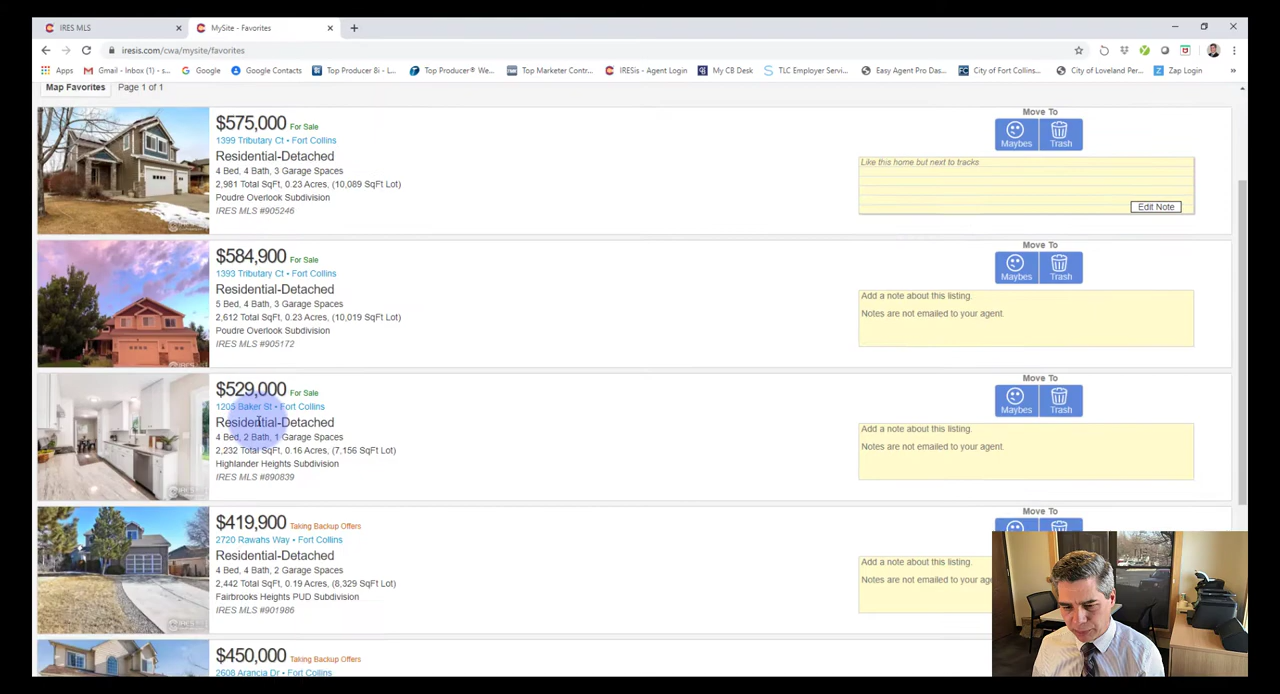 IRES MLS
MySite - Favorites
iresis.com/cwa/mysite/favorites
Apps Gmail - Inbox (1) - s... Google Google Contacts Top Producer 8i - L... Top Producer® We... Top Marketer Contr... IRESis - Agent Login My CB Desk TLC Employer Serv... Easy Agent Pro Das... City of Fort Collins... City of Loveland Per... Zap Login
Map Favorites Page 1 of 1
$575,000 For Sale
1399 Tributary Ct • Fort Collins
Residential-Detached
4 Bed, 4 Bath, 3 Garage Spaces
2,981 Total SqFt, 0.23 Acres, (10,089 SqFt Lot)
Poudre Overlook Subdivision
IRES MLS #905246
Move To
Maybes Trash
Like this home but next to tracks
Edit Note
$584,900 For Sale
1393 Tributary Ct • Fort Collins
Residential-Detached
5 Bed, 4 Bath, 3 Garage Spaces
2,612 Total SqFt, 0.23 Acres, (10,019 SqFt Lot)
Poudre Overlook Subdivision
IRES MLS #905172
Move To
Maybes Trash
Add a note about this listing.
Notes are not emailed to your agent.
$529,000 For Sale
1205 Baker St • Fort Collins
Residential-Detached
4 Bed, 2 Bath, 1 Garage Spaces
2,232 Total SqFt, 0.16 Acres, (7,156 SqFt Lot)
Highlander Heights Subdivision
IRES MLS #890839
Move To
Maybes Trash
Add a note about this listing.
Notes are not emailed to your agent.
$419,900 Taking Backup Offers
2720 Rawahs Way • Fort Collins
Residential-Detached
4 Bed, 4 Bath, 2 Garage Spaces
2,442 Total SqFt, 0.19 Acres, (8,329 SqFt Lot)
Fairbrooks Heights PUD Subdivision
IRES MLS #901986
Move To
Add a note about this listing.
Notes are not emailed to your ag
$450,000 Taking Backup Offers
2608 Arancia Dr • Fort Collins